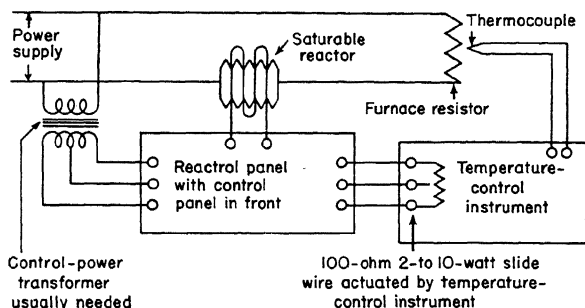 Power
supply
Saturable
reactor
Thermocouple
Furnace resistor
Reactrol panel
with control
panel in front
Temperature-
control
instrument
Control-power
transformer
usually needed
100-ohm 2-to 10-watt slide
wire actuated by temperature-
control instrument